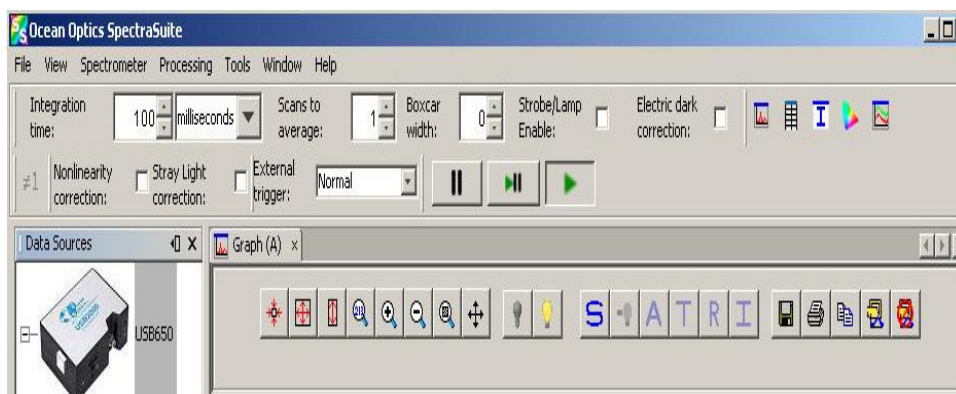 Ocean Optics SpectraSuite
File View Spectrometer Processing Tools Window Help
Integration time: 100 milliseconds Scans to average: 1 Boxcar width: 0 Strobe/Lamp Enable: Electric dark correction:
≠1 Nonlinearity correction: Stray Light correction: External trigger: Normal
Data Sources Graph (A)
USB650
S A T R I